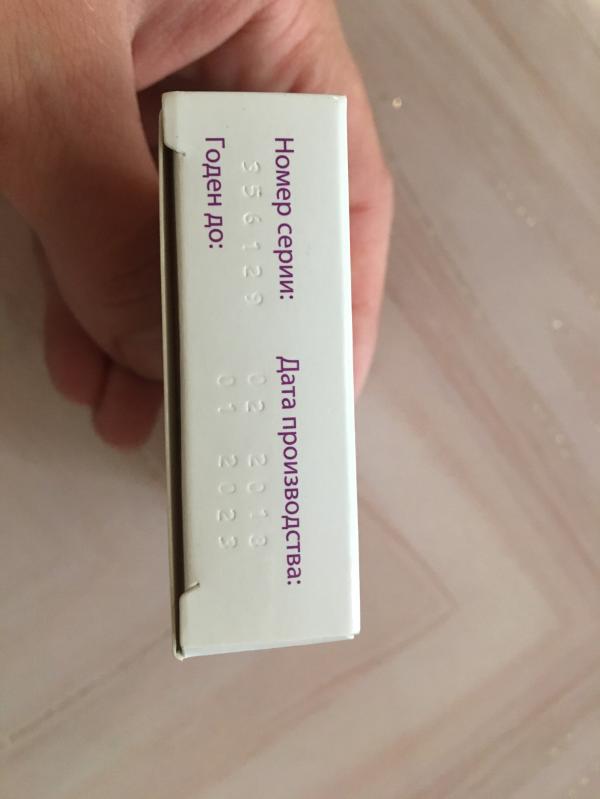 Номер серии: Дата производства:
356129 02 2018
Годен до: 01 2023